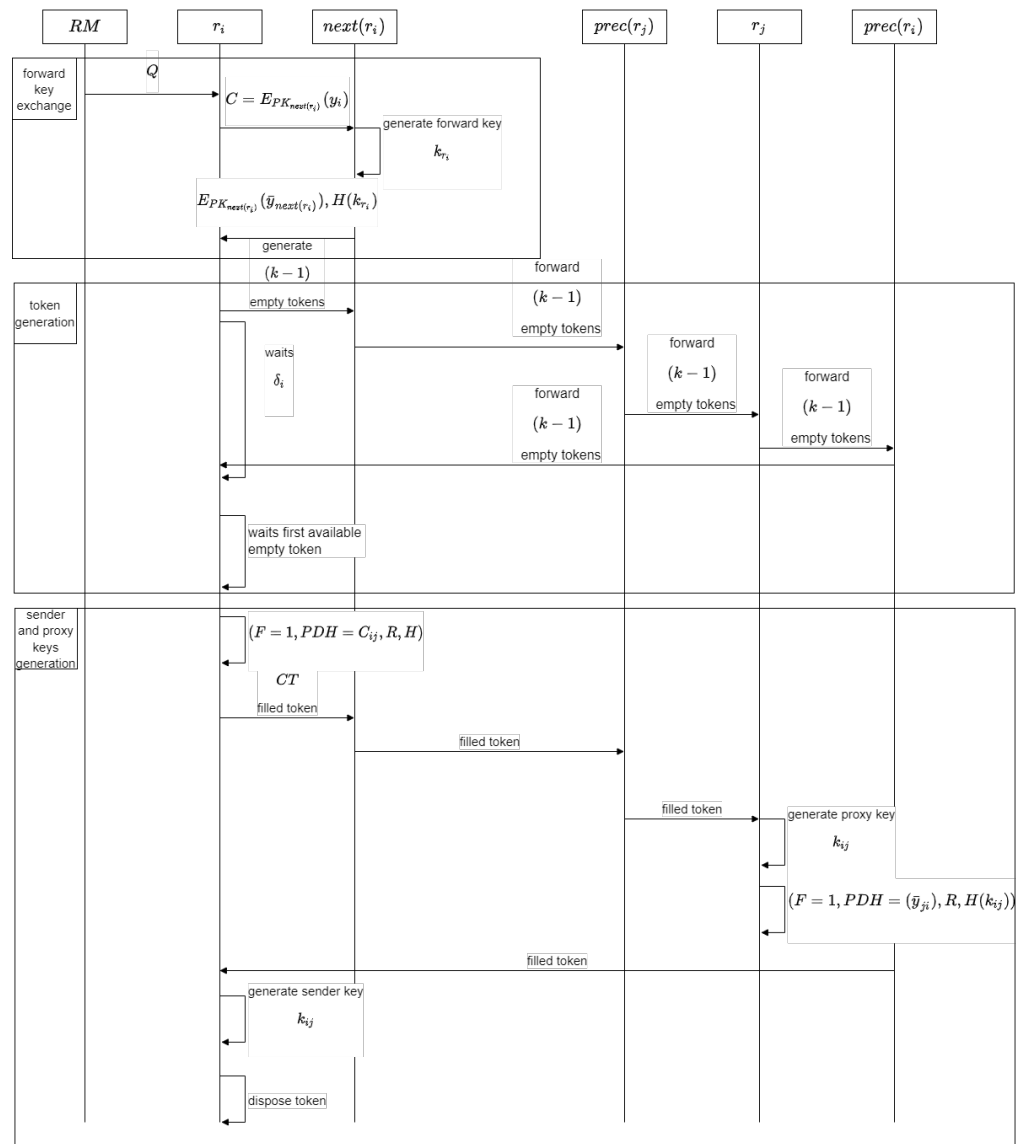 RM
r_i
next(r_i)
prec(r_j)
r_j
prec(r_i)
forward
key
exchange
Q
C = E_{PK_{next(r_i)}}(y_i)
generate forward key
k_{r_i}
E_{PK_{next(r_i)}}(ȳ_{next(r_i)}), H(k_{r_i})
generate
(k − 1)
empty tokens
forward
(k − 1)
empty tokens
token
generation
waits
δ_i
forward
(k − 1)
empty tokens
forward
(k − 1)
empty tokens
forward
(k − 1)
empty tokens
waits first available
empty token
sender
and proxy
keys
generation
(F = 1, PDH = C_{ij}, R, H)
CT
filled token
filled token
filled token
generate proxy key
k_{ij}
(F = 1, PDH = (ȳ_{ji}), R, H(k_{ij}))
filled token
generate sender key
k_{ij}
dispose token